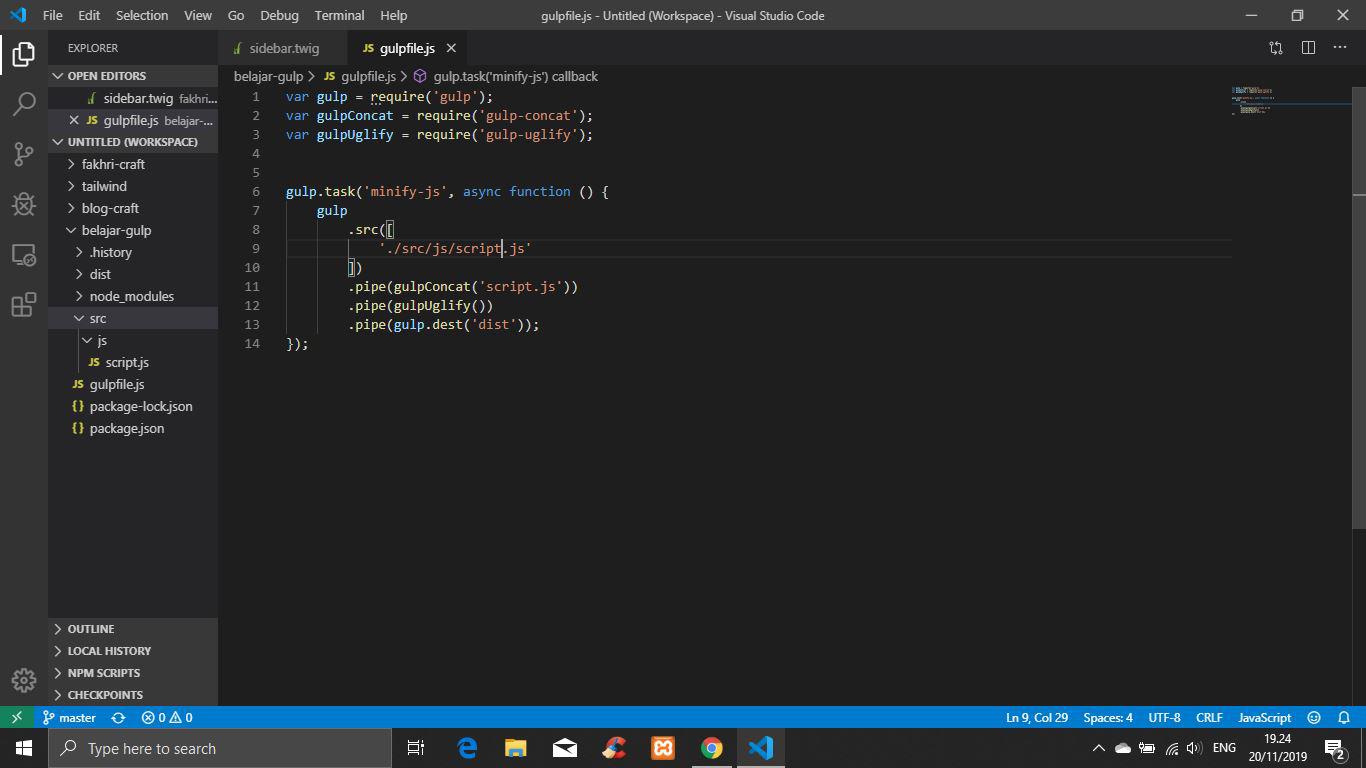 File Edit Selection View Go Debug Terminal Help
gulpfile.js - Untitled (Workspace) - Visual Studio Code
EXPLORER
OPEN EDITORS
sidebar.twig fakhri...
JS gulpfile.js belajar-...
UNTITLED (WORKSPACE)
fakhri-craft
tailwind
blog-craft
belajar-gulp
.history
dist
node_modules
src
js
JS script.js
JS gulpfile.js
{} package-lock.json
{} package.json
OUTLINE
LOCAL HISTORY
NPM SCRIPTS
CHECKPOINTS
sidebar.twig
JS gulpfile.js
belajar-gulp > JS gulpfile.js > gulp.task('minify-js') callback
1 var gulp = require('gulp');
2 var gulpConcat = require('gulp-concat');
3 var gulpUglify = require('gulp-uglify');
4
5
6 gulp.task('minify-js', async function () {
7 gulp
8 .src([
9 './src/js/script.js'
10 ])
11 .pipe(gulpConcat('script.js'))
12 .pipe(gulpUglify())
13 .pipe(gulp.dest('dist'));
14 });
master
0 0
Ln 9, Col 29 Spaces: 4 UTF-8 CRLF JavaScript
Type here to search
ENG
19.24
20/11/2019
2